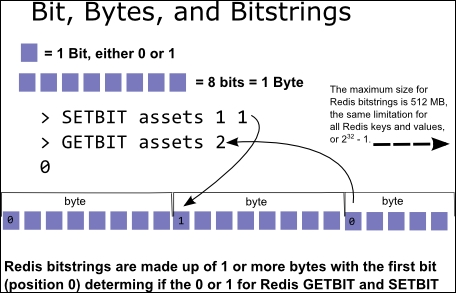 Bit, Bytes, and Bitstrings
= 1 Bit, either 0 or 1
= 8 bits = 1 Byte
The maximum size for
Redis bitstrings is 512 MB,
the same limitation for
all Redis keys and values,
or 2³² - 1.
> SETBIT assets 1 1
> GETBIT assets 2
0
byte byte byte
0 1 0
Redis bitstrings are made up of 1 or more bytes with the first bit
(position 0) determing if the 0 or 1 for Redis GETBIT and SETBIT